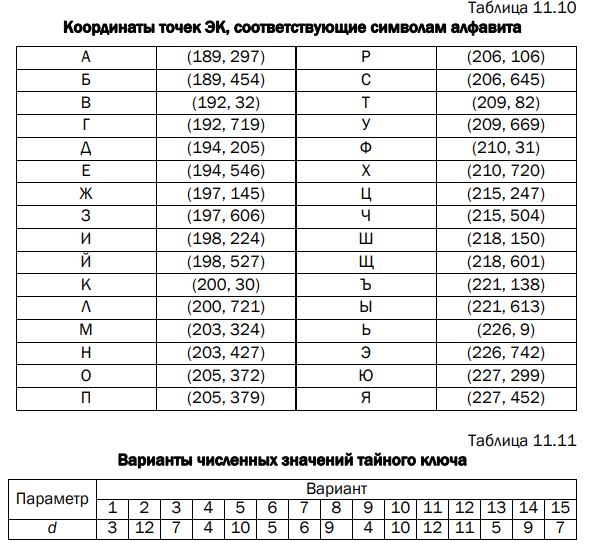 Таблица 11.10
Координаты точек ЭК, соответствующие символам алфавита
А (189, 297) Р (206, 106)
Б (189, 454) С (206, 645)
В (192, 32) Т (209, 82)
Г (192, 719) У (209, 669)
Д (194, 205) Ф (210, 31)
Е (194, 546) Х (210, 720)
Ж (197, 145) Ц (215, 247)
З (197, 606) Ч (215, 504)
И (198, 224) Ш (218, 150)
Й (198, 527) Щ (218, 601)
К (200, 30) Ъ (221, 138)
Л (200, 721) Ы (221, 613)
М (203, 324) Ь (226, 9)
Н (203, 427) Э (226, 742)
О (205, 372) Ю (227, 299)
П (205, 379) Я (227, 452)
Таблица 11.11
Варианты численных значений тайного ключа
Параметр Вариант
1 2 3 4 5 6 7 8 9 10 11 12 13 14 15
d 3 12 7 4 10 5 6 9 4 10 12 11 5 9 7